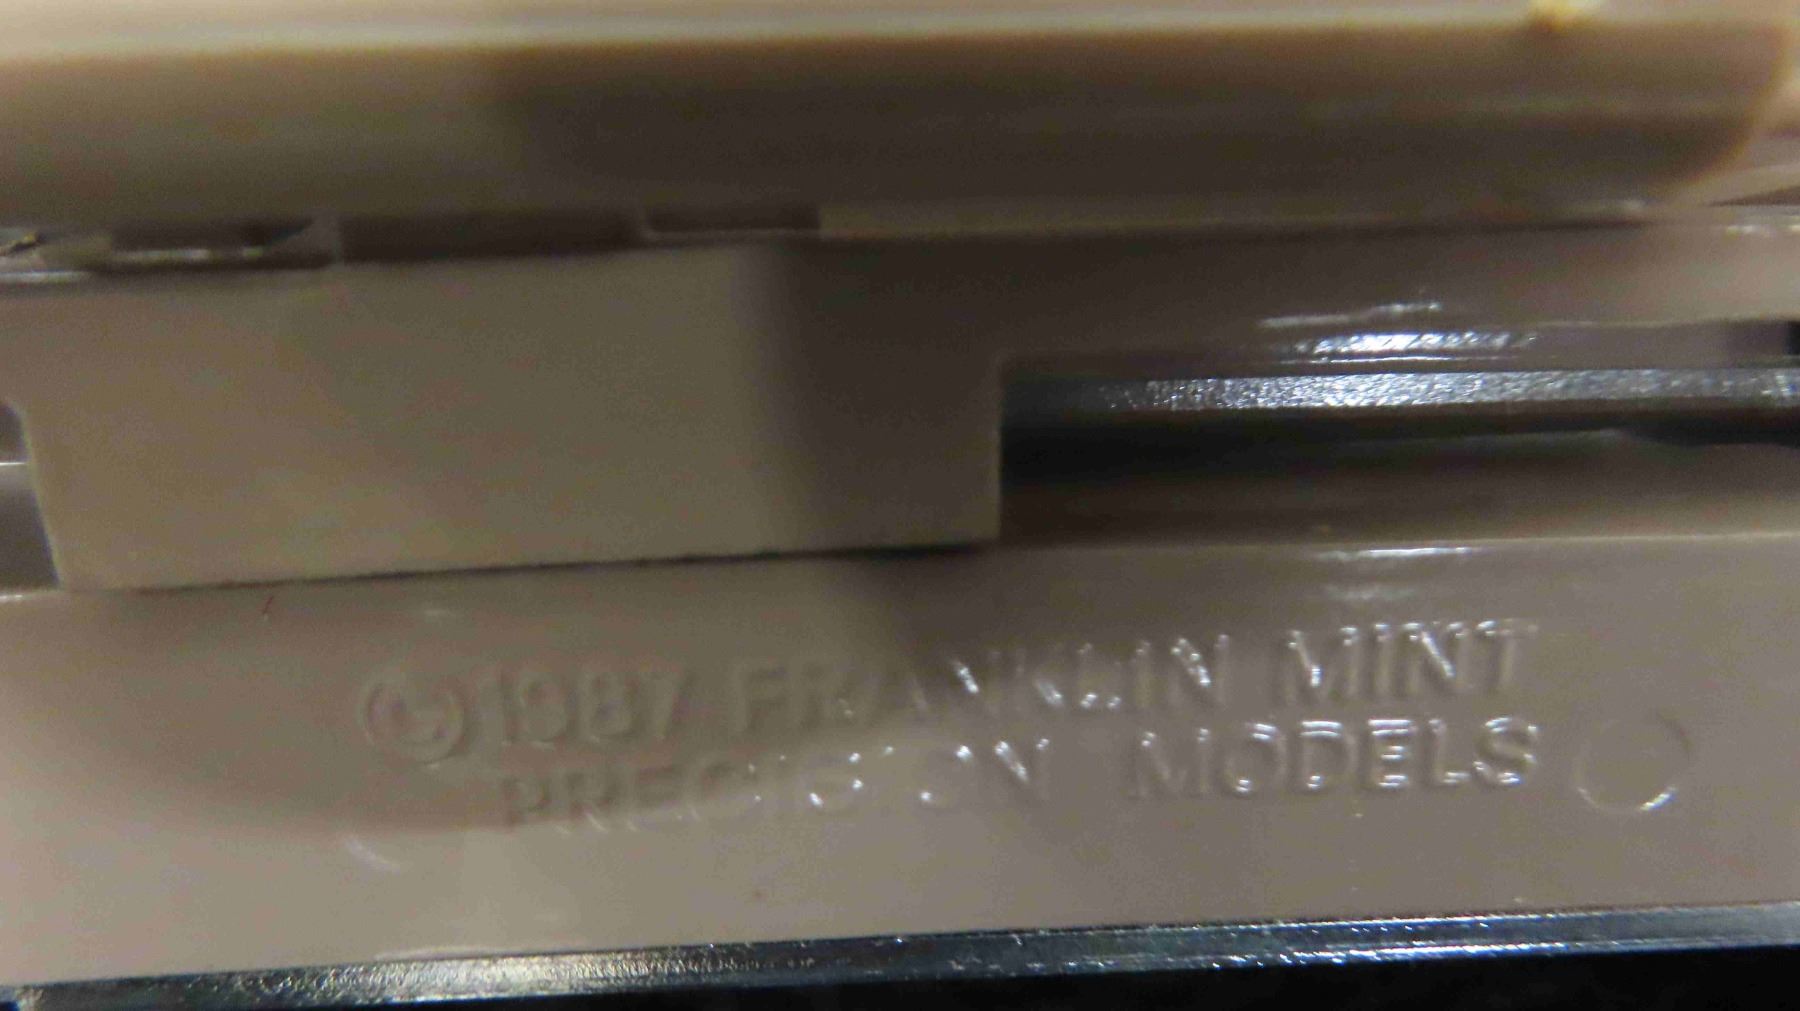 ©1987 FRANKLIN MINT
PRECISION MODELS